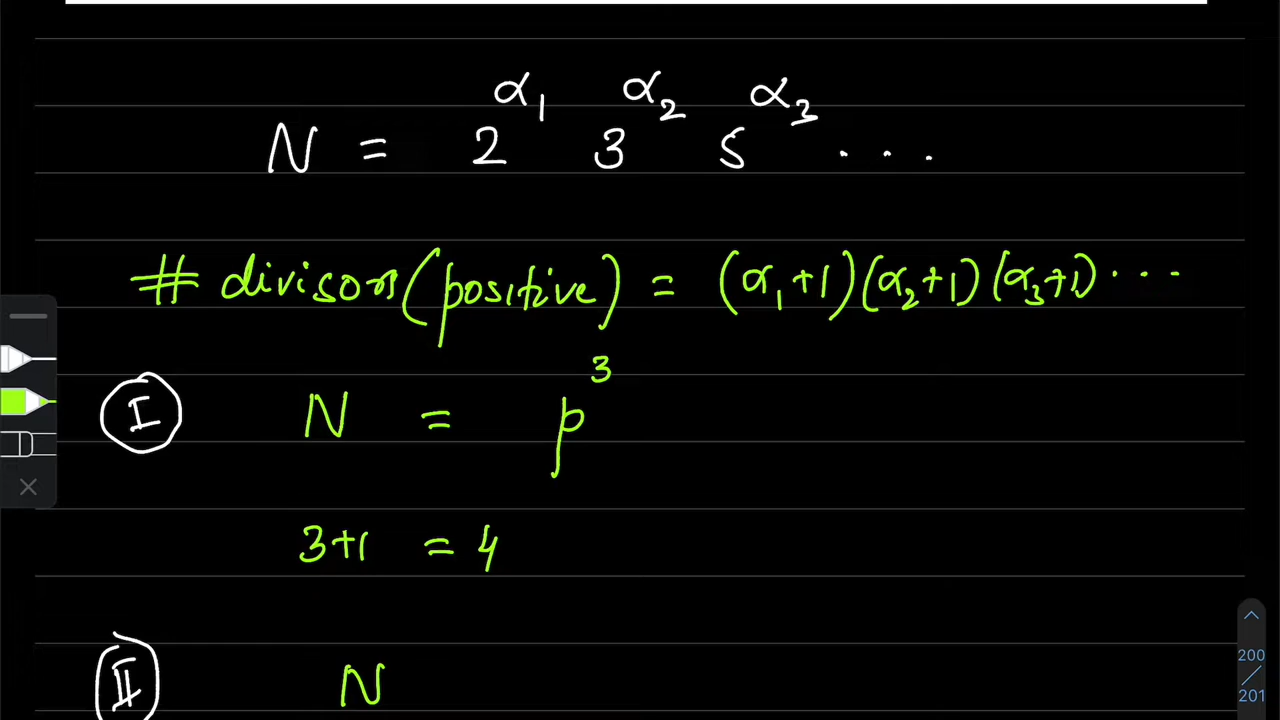 N = 2^α₁ 3^α₂ 5^α₃ ...
# divisors (positive) = (α₁+1)(α₂+1)(α₃+1) ...
I N = p³
3+1 = 4
II N
200
/
201